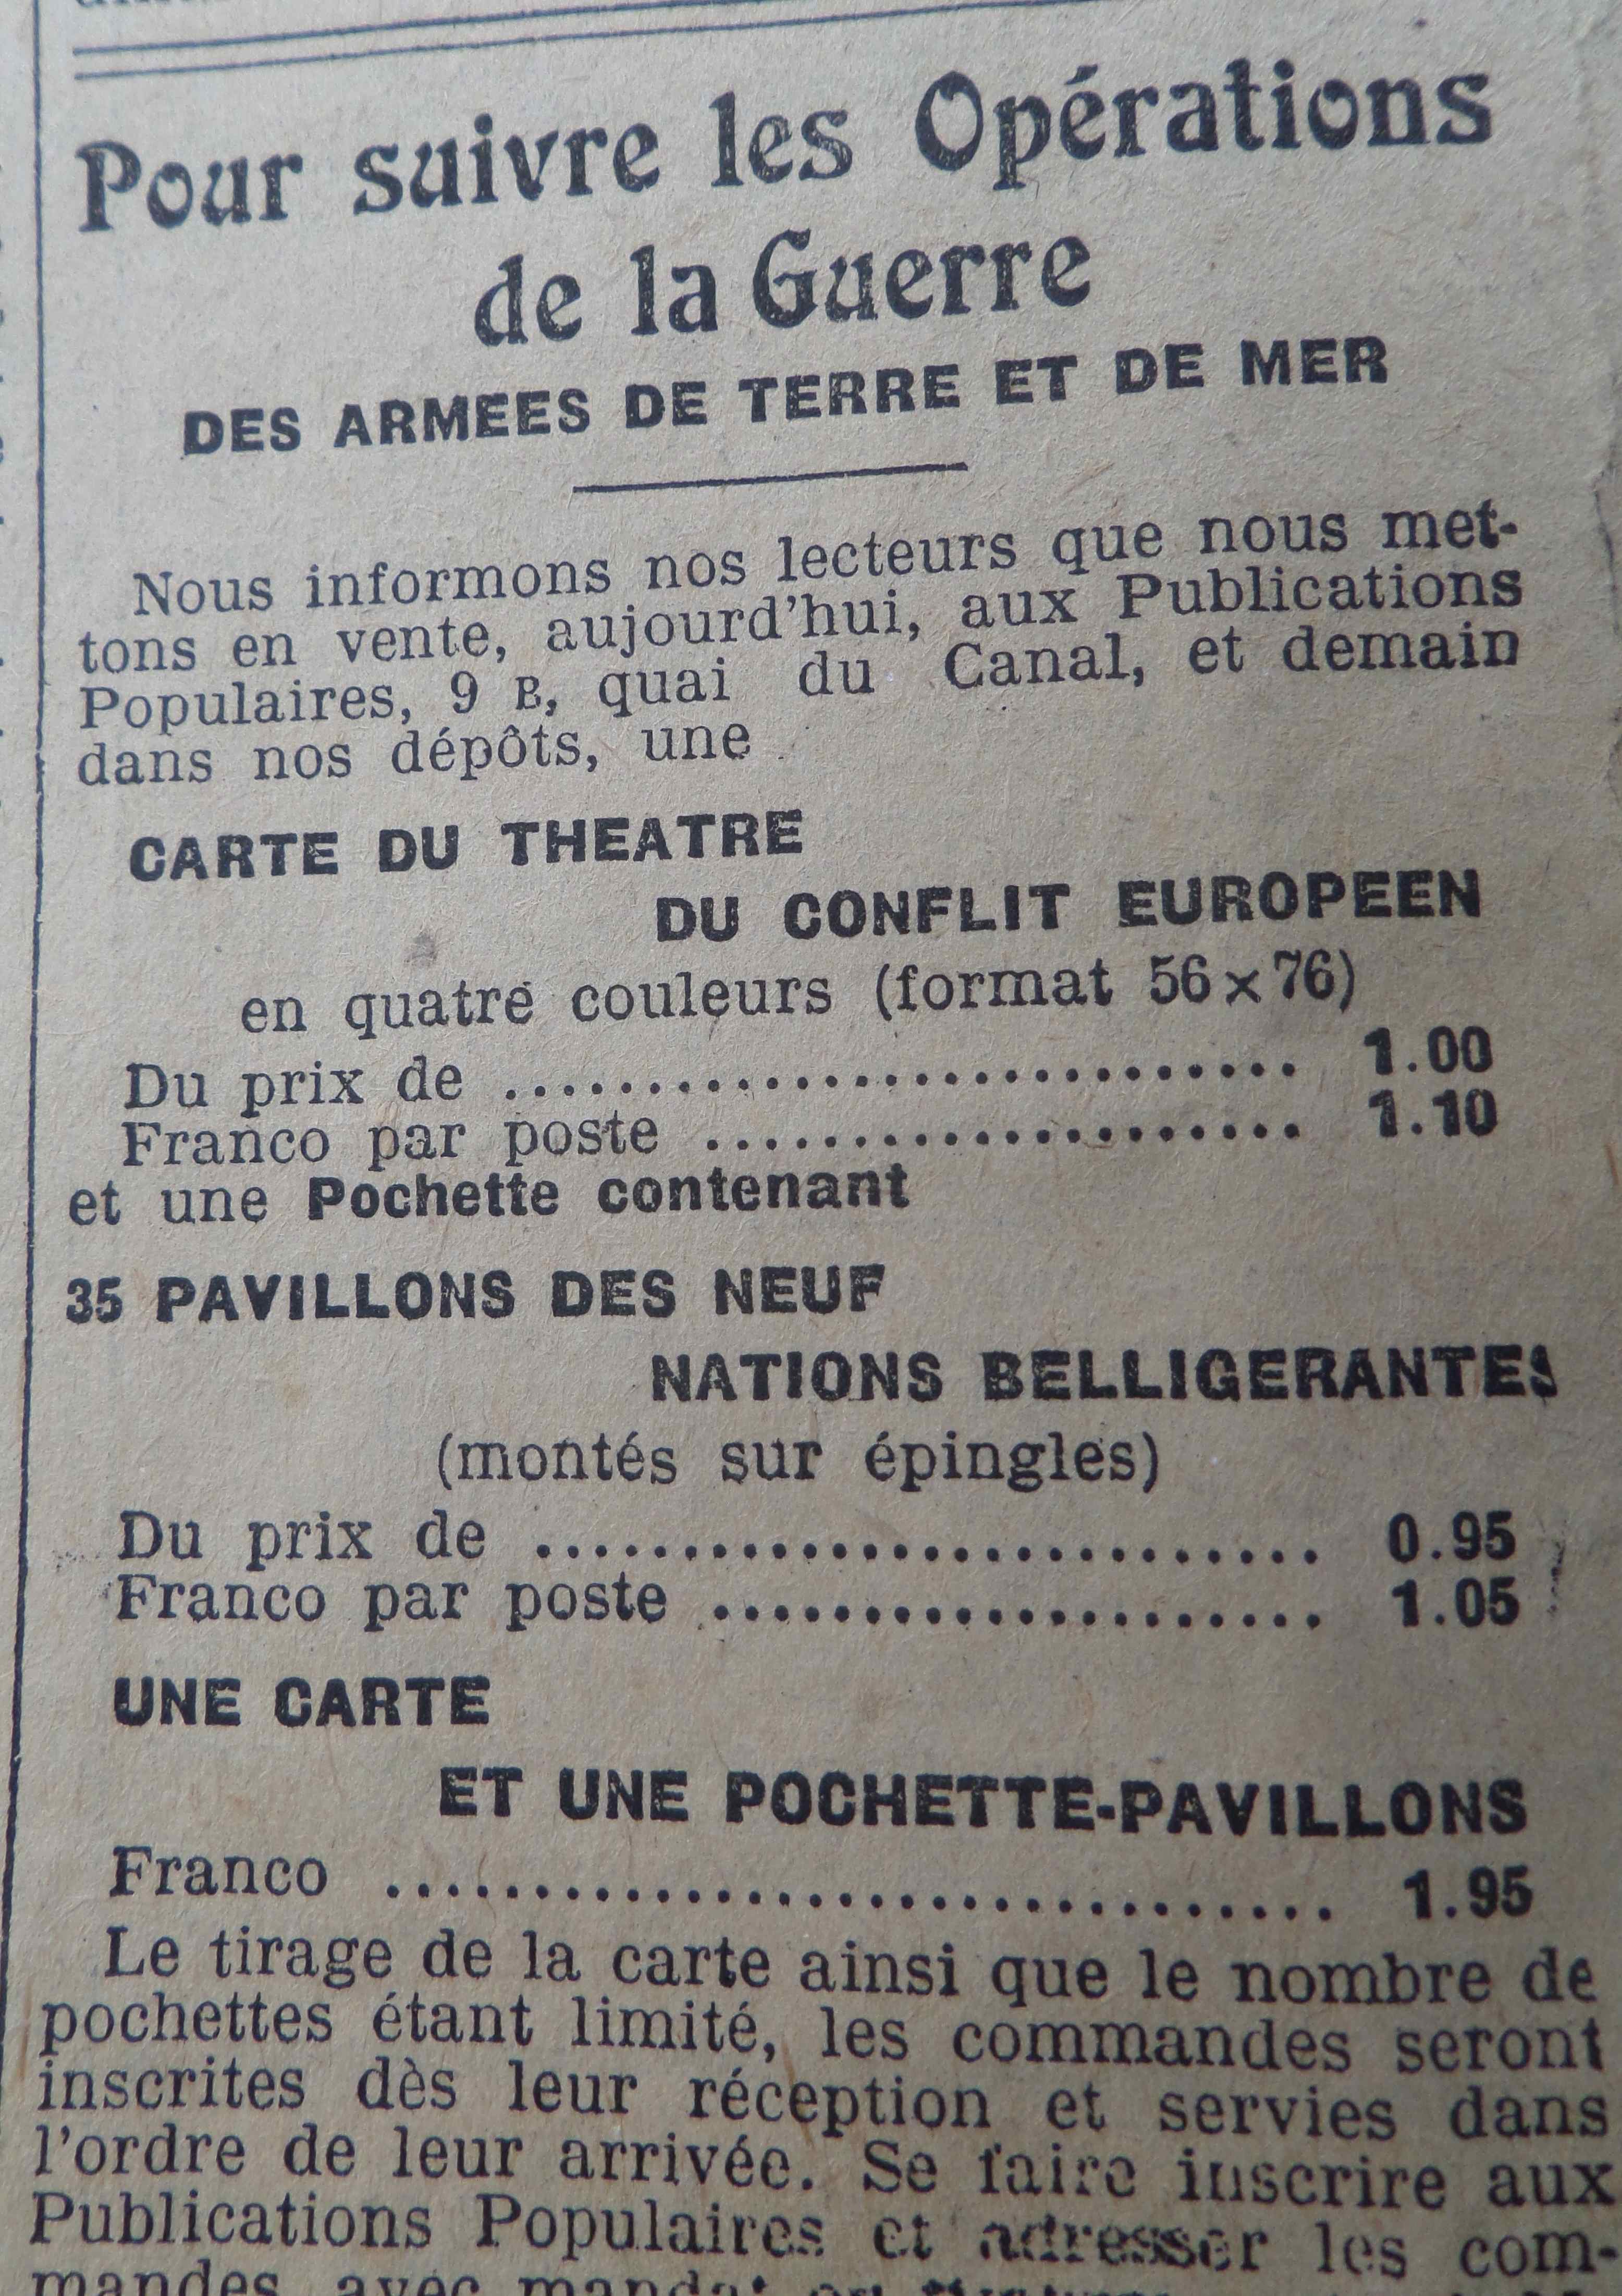 Pour suivre les Opérations
de la Guerre
DES ARMEES DE TERRE ET DE MER
Nous informons nos lecteurs que nous met-
tons en vente, aujourd'hui, aux Publications
Populaires, 9 B, quai du Canal, et demain
dans nos dépôts, une
CARTE DU THEATRE
DU CONFLIT EUROPEEN
en quatre couleurs (format 56×76)
Du prix de ............................ 1.00
Franco par poste ..................... 1.10
et une Pochette contenant
35 PAVILLONS DES NEUF
NATIONS BELLIGERANTES
(montés sur épingles)
Du prix de ............................ 0.95
Franco par poste ..................... 1.05
UNE CARTE
ET UNE POCHETTE-PAVILLONS
Franco ................................ 1.95
Le tirage de la carte ainsi que le nombre de
pochettes étant limité, les commandes seront
inscrites dès leur réception et servies dans
l'ordre de leur arrivée. Se faire inscrire aux
Publications Populaires et adresser les com-
mandes avec mandat